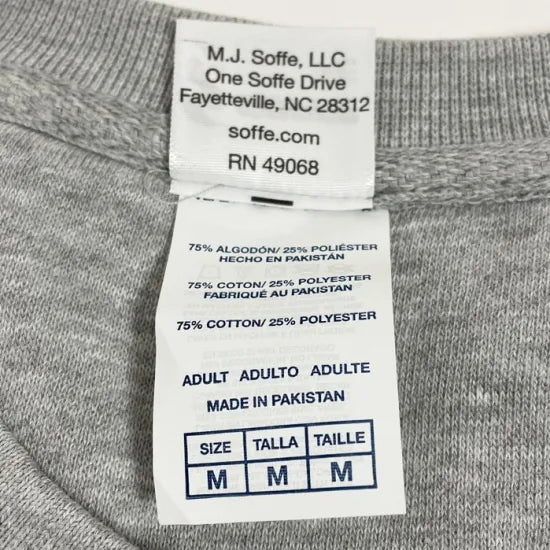 M.J. Soffe, LLC
One Soffe Drive
Fayetteville, NC 28312
soffe.com
RN 49068
75% ALGODÓN/ 25% POLIÉSTER
HECHO EN PAKISTÁN
75% COTON/ 25% POLYESTER
FABRIQUÉ AU PAKISTAN
75% COTTON/ 25% POLYESTER
ADULT ADULTO ADULTE
MADE IN PAKISTAN
SIZE TALLA TAILLE
M M M